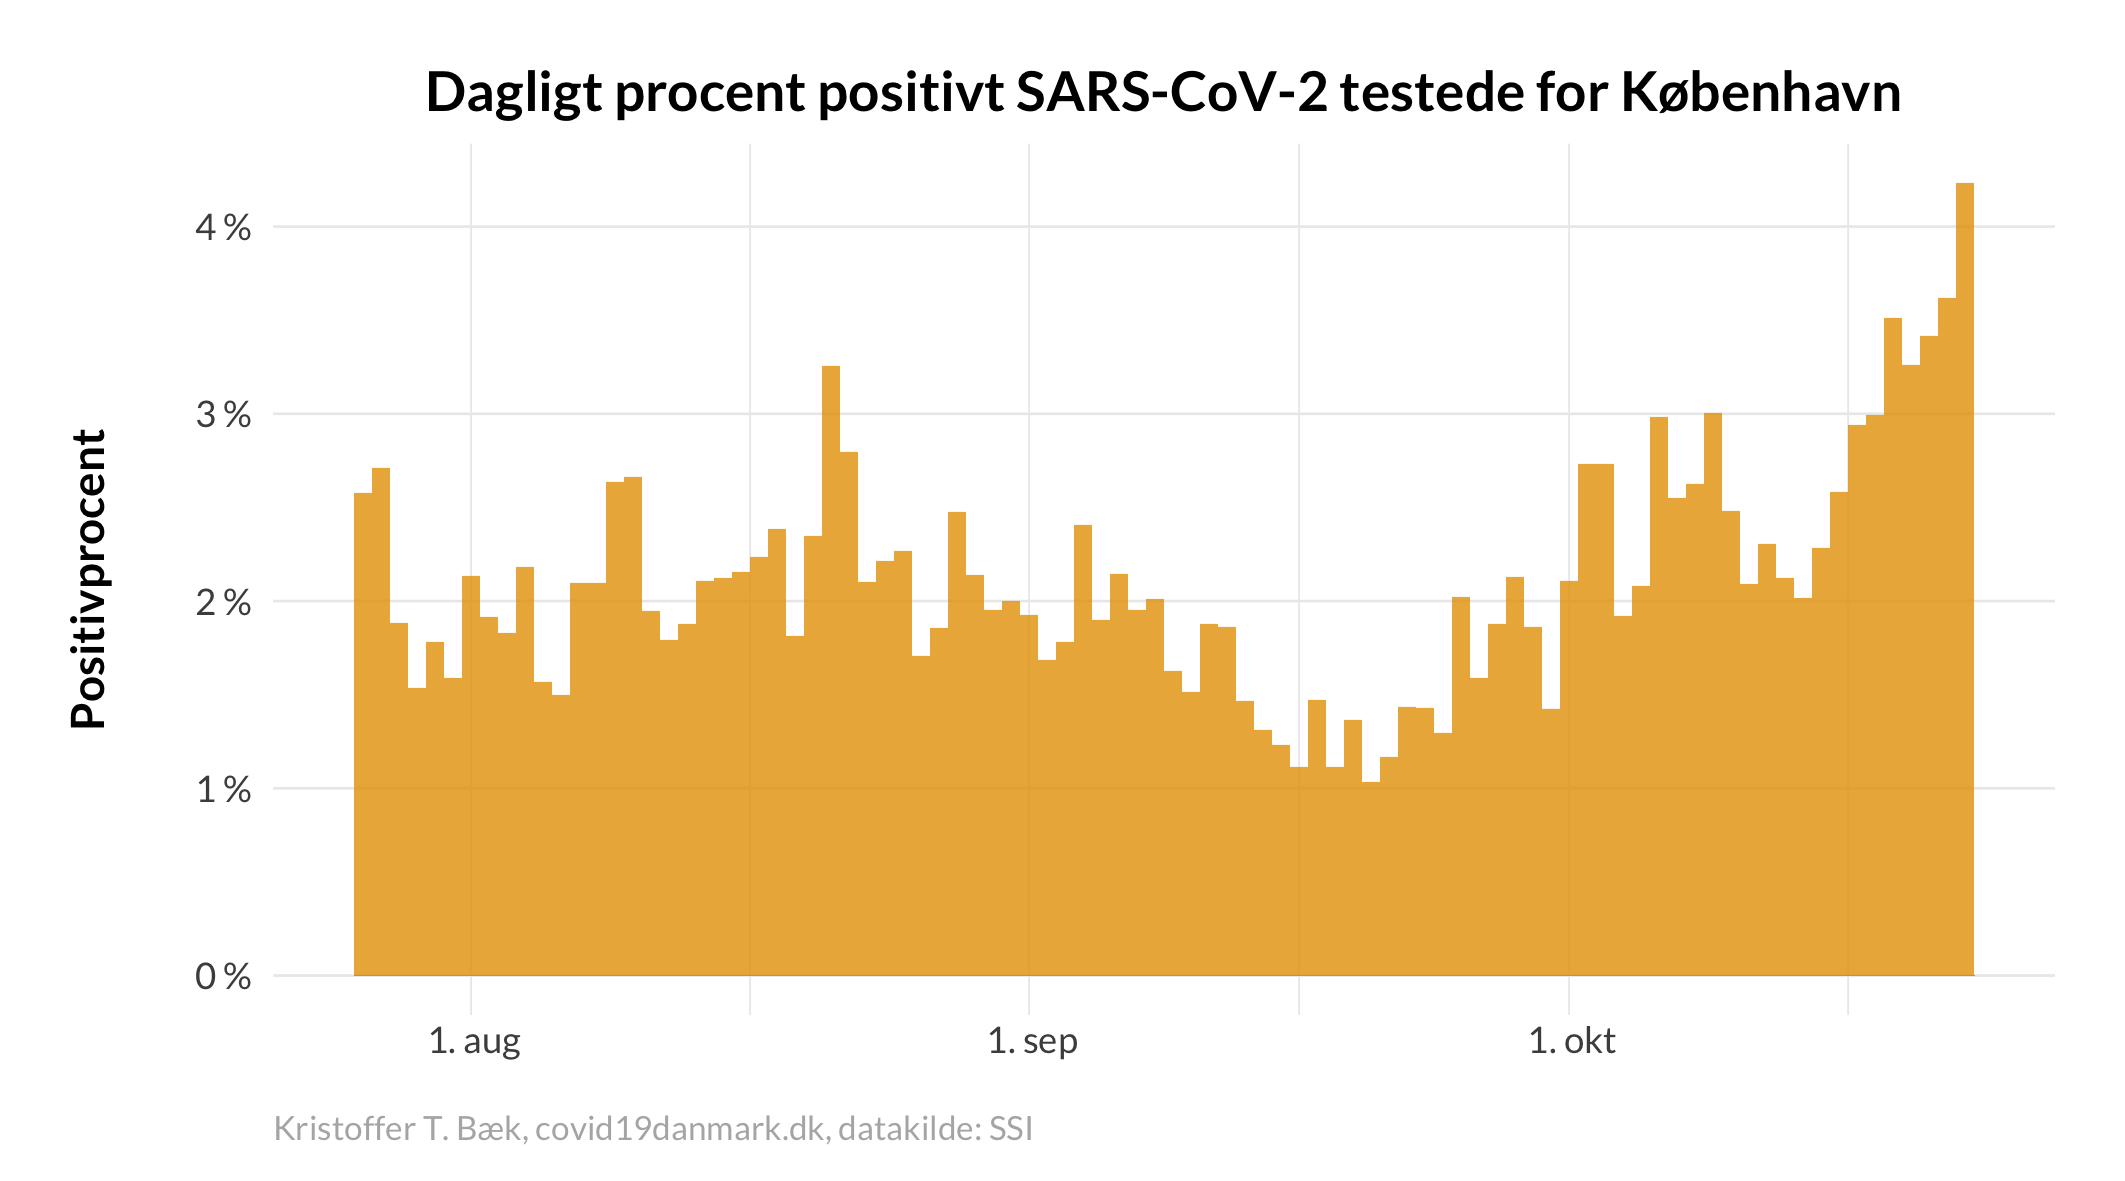 Dagligt procent positivt SARS-CoV-2 testede for København
Positivprocent
4 %
3 %
2 %
1 %
0 %
1. aug
1. sep
1. okt
Kristoffer T. Bæk, covid19danmark.dk, datakilde: SSI